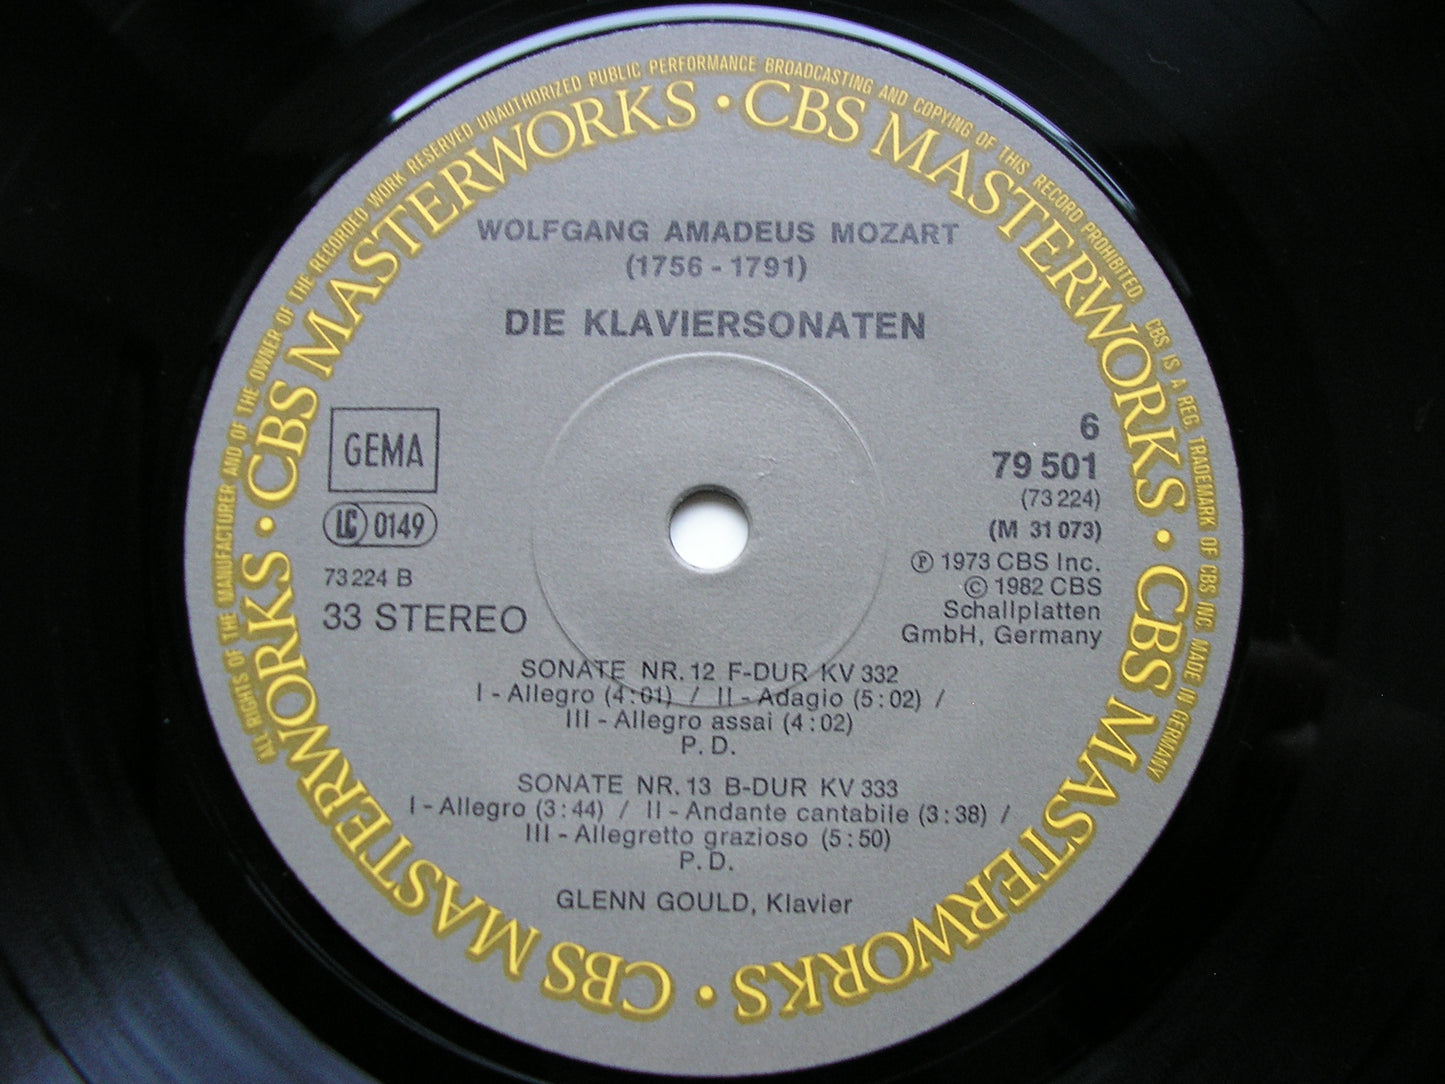 ALL RIGHTS OF THE MANUFACTURER AND OF THE OWNER OF THE RECORDED WORK RESERVED UNAUTHORIZED PUBLIC PERFORMANCE BROADCASTING AND COPYING OF THIS RECORD PROHIBITED. CBS IS A REG. TRADEMARK OF CBS INC. MADE IN GERMANY
CBS MASTERWORKS · CBS MASTERWORKS · CBS MASTERWORKS · CBS MASTERWORKS ·
WOLFGANG AMADEUS MOZART
(1756 - 1791)
DIE KLAVIERSONATEN
GEMA
LC 0149
73224 B
33 STEREO
6
79 501
(73 224)
(M 31 073)
Ⓟ 1973 CBS Inc.
© 1982 CBS
Schallplatten
GmbH, Germany
SONATE NR. 12 F-DUR KV 332
I - Allegro (4:01) / II - Adagio (5:02) /
III - Allegro assai (4:02)
P. D.
SONATE NR. 13 B-DUR KV 333
I - Allegro (3:44) / II - Andante cantabile (3:38) /
III - Allegretto grazioso (5:50)
P. D.
GLENN GOULD, Klavier